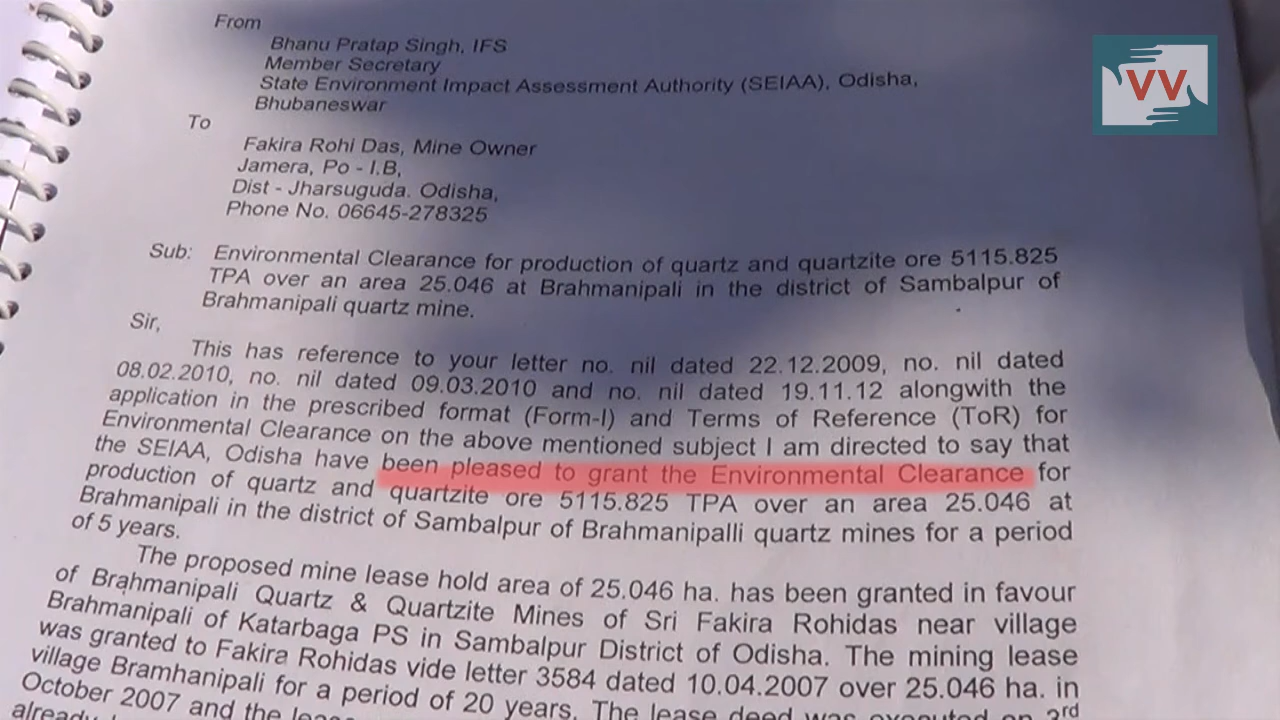 From
Bhanu Pratap Singh, IFS
Member Secretary
State Environment Impact Assessment Authority (SEIAA), Odisha,
Bhubaneswar
To
Fakira Rohi Das, Mine Owner
Jamera, Po - I.B,
Dist - Jharsuguda. Odisha,
Phone No. 06645-278325
Sub: Environmental Clearance for production of quartz and quartzite ore 5115.825
TPA over an area 25.046 at Brahmanipali in the district of Sambalpur of
Brahmanipali quartz mine.
Sir,
This has reference to your letter no. nil dated 22.12.2009, no. nil dated
08.02.2010, no. nil dated 09.03.2010 and no. nil dated 19.11.12 alongwith the
application in the prescribed format (Form-I) and Terms of Reference (ToR) for
Environmental Clearance on the above mentioned subject I am directed to say that
the SEIAA, Odisha have been pleased to grant the Environmental Clearance for
production of quartz and quartzite ore 5115.825 TPA over an area 25.046 at
Brahmanipali in the district of Sambalpur of Brahmanipalli quartz mines for a period
of 5 years.
The proposed mine lease hold area of 25.046 ha. has been granted in favour
of Brahmanipali Quartz & Quartzite Mines of Sri Fakira Rohidas near village
Brahmanipali of Katarbaga PS in Sambalpur District of Odisha. The mining lease
was granted to Fakira Rohidas vide letter 3584 dated 10.04.2007 over 25.046 ha. in
village Bramhanipali for a period of 20 years. The lease deed was executed on 3rd
October 2007 and the
already
VV